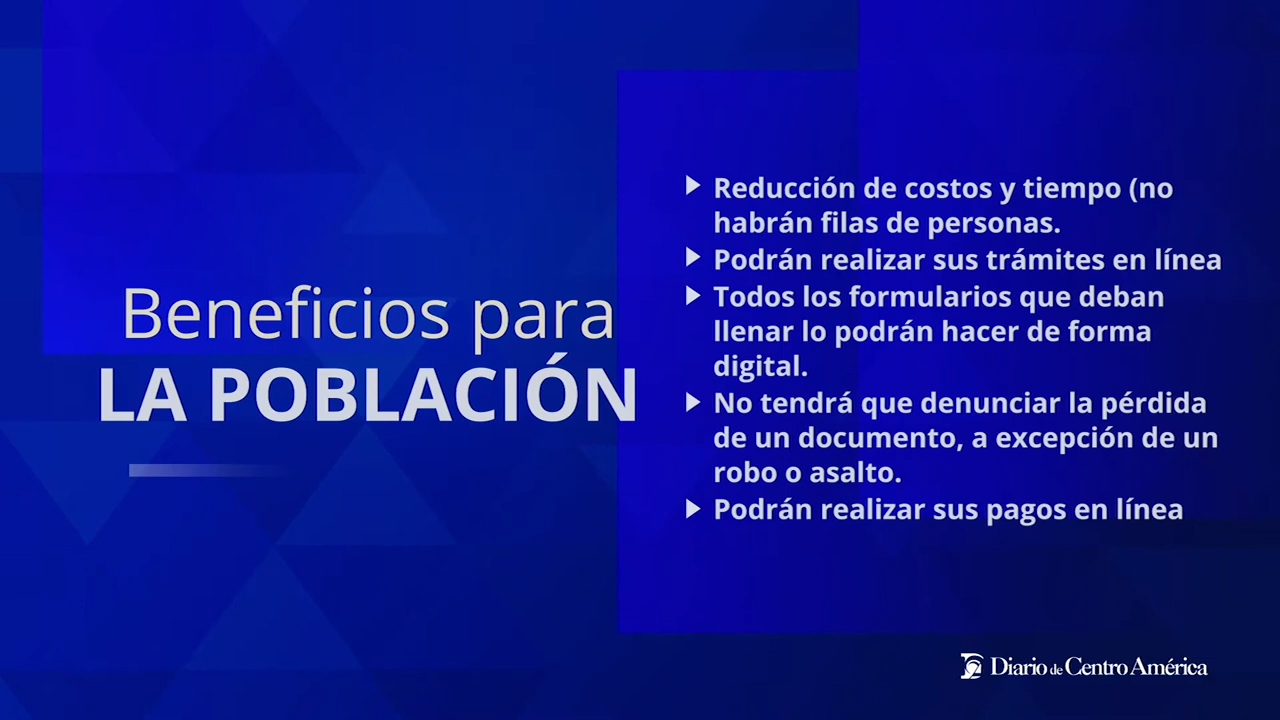 Beneficios para
LA POBLACIÓN
Reducción de costos y tiempo (no
habrán filas de personas.
Podrán realizar sus trámites en línea
Todos los formularios que deban
llenar lo podrán hacer de forma
digital.
No tendrá que denunciar la pérdida
de un documento, a excepción de un
robo o asalto.
Podrán realizar sus pagos en línea
Diario de Centro América